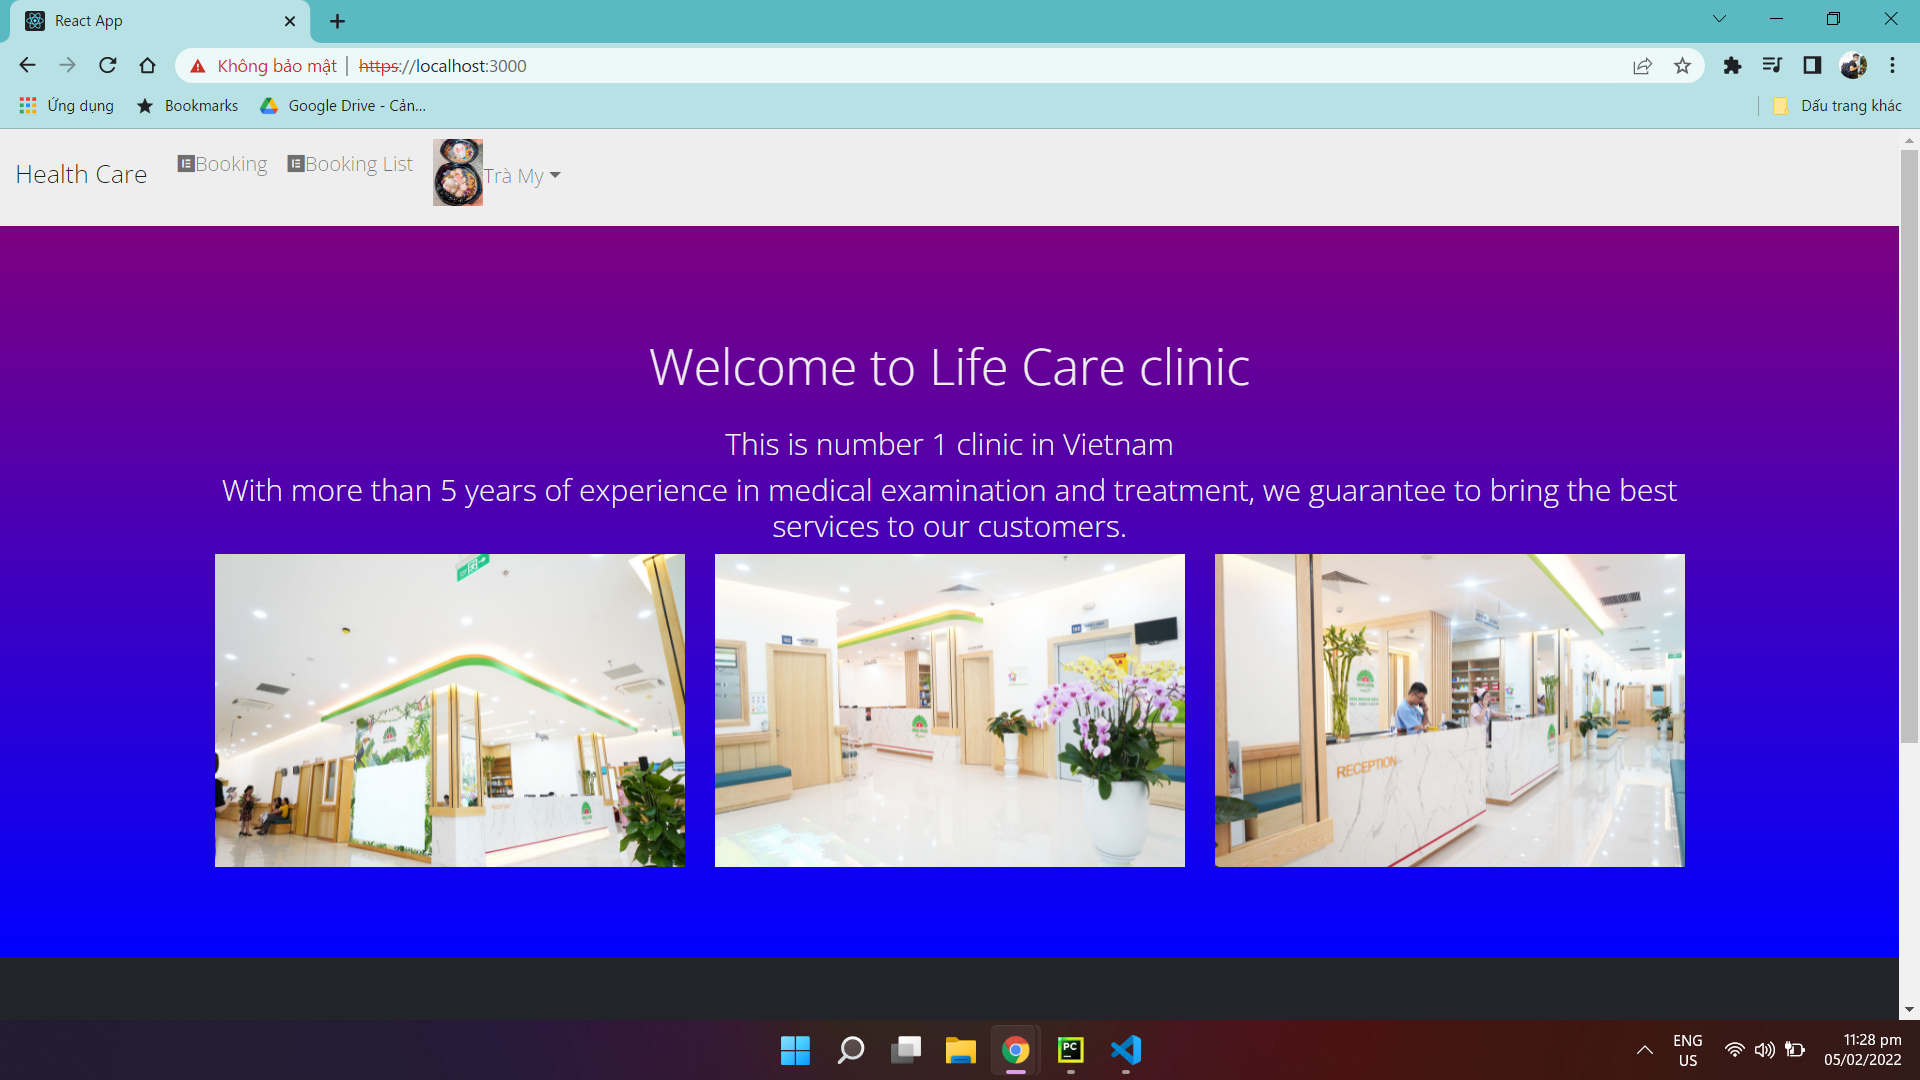 React App
Không bảo mật
https://localhost:3000
Ứng dụng
Bookmarks
Google Drive - Cản...
Dấu trang khác
Health Care
Booking
Booking List
Trà My
Welcome to Life Care clinic
This is number 1 clinic in Vietnam
With more than 5 years of experience in medical examination and treatment, we guarantee to bring the best
services to our customers.
RECEPTION
PC
ENG
US
11:28 pm
05/02/2022